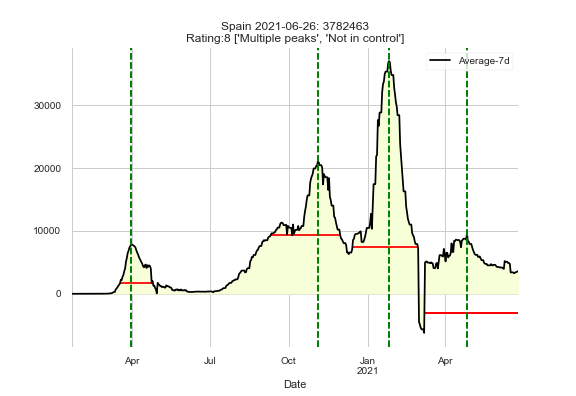 Spain 2021-06-26: 3782463
Rating:8 ['Multiple peaks', 'Not in control']
Average-7d
30000
20000
10000
0
Apr Jul Oct Jan Apr
2021
Date